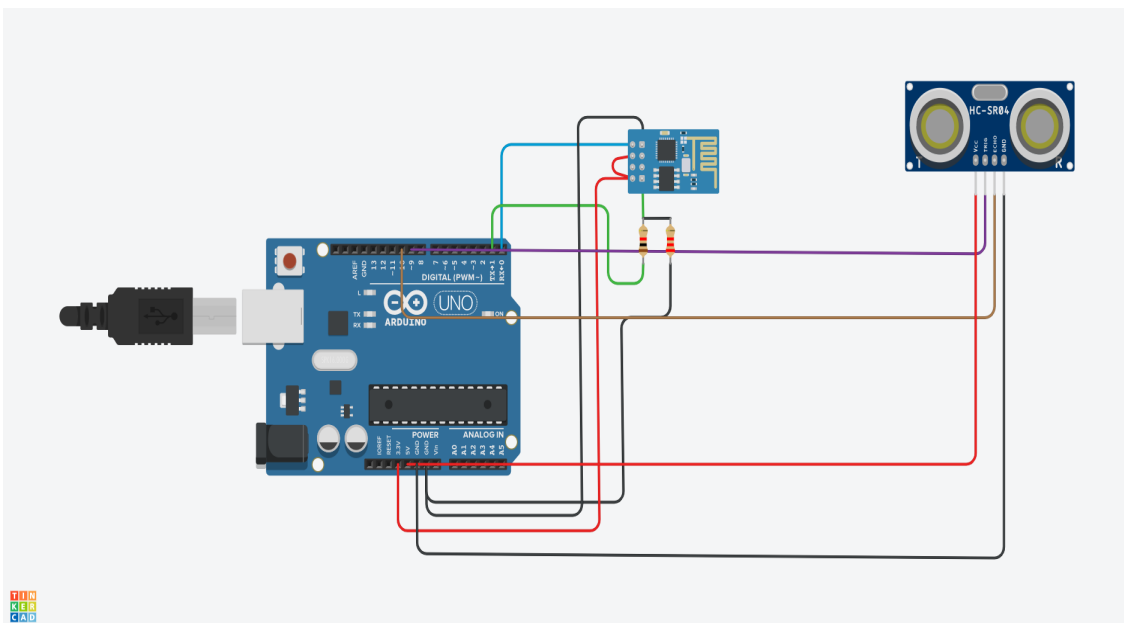 HC-SR04
VCC
TRIG
ECHO
GND
T
R
AREF
GND
13
12
~11
~10
~9
8
7
~6
~5
4
~3
2
TX→1
RX←0
DIGITAL (PWM~)
L
TX
RX
UNO
ON
ARDUINO
POWER
ANALOG IN
IOREF
RESET
3.3V
5V
GND
GND
Vin
A0
A1
A2
A3
A4
A5
TIN
KER
CAD